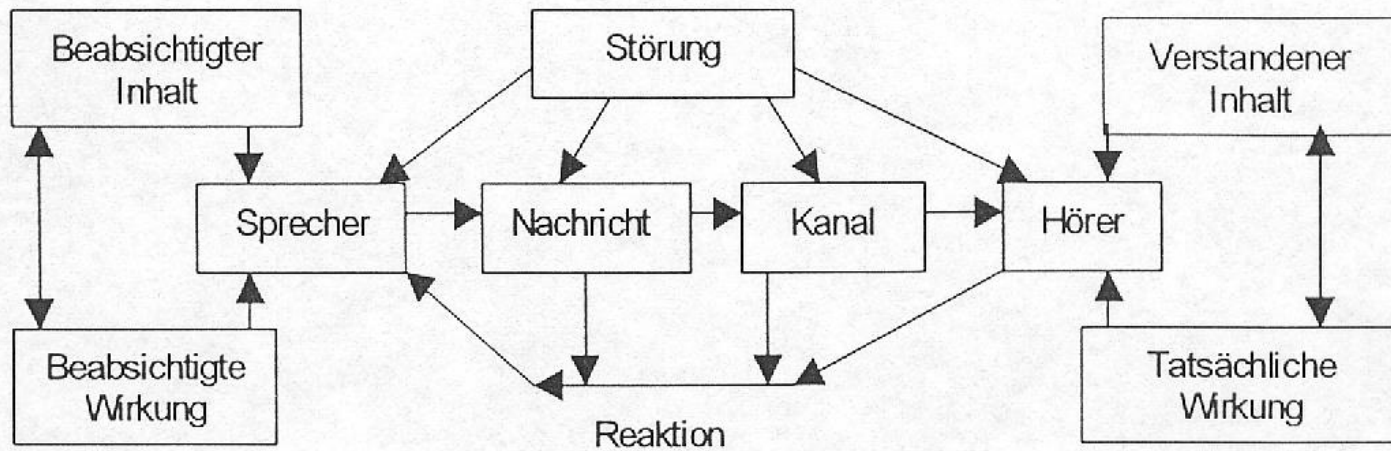 Beabsichtigter
Inhalt
Störung
Verstandener
Inhalt
Sprecher
Nachricht
Kanal
Hörer
Beabsichtigte
Wirkung
Reaktion
Tatsächliche
Wirkung